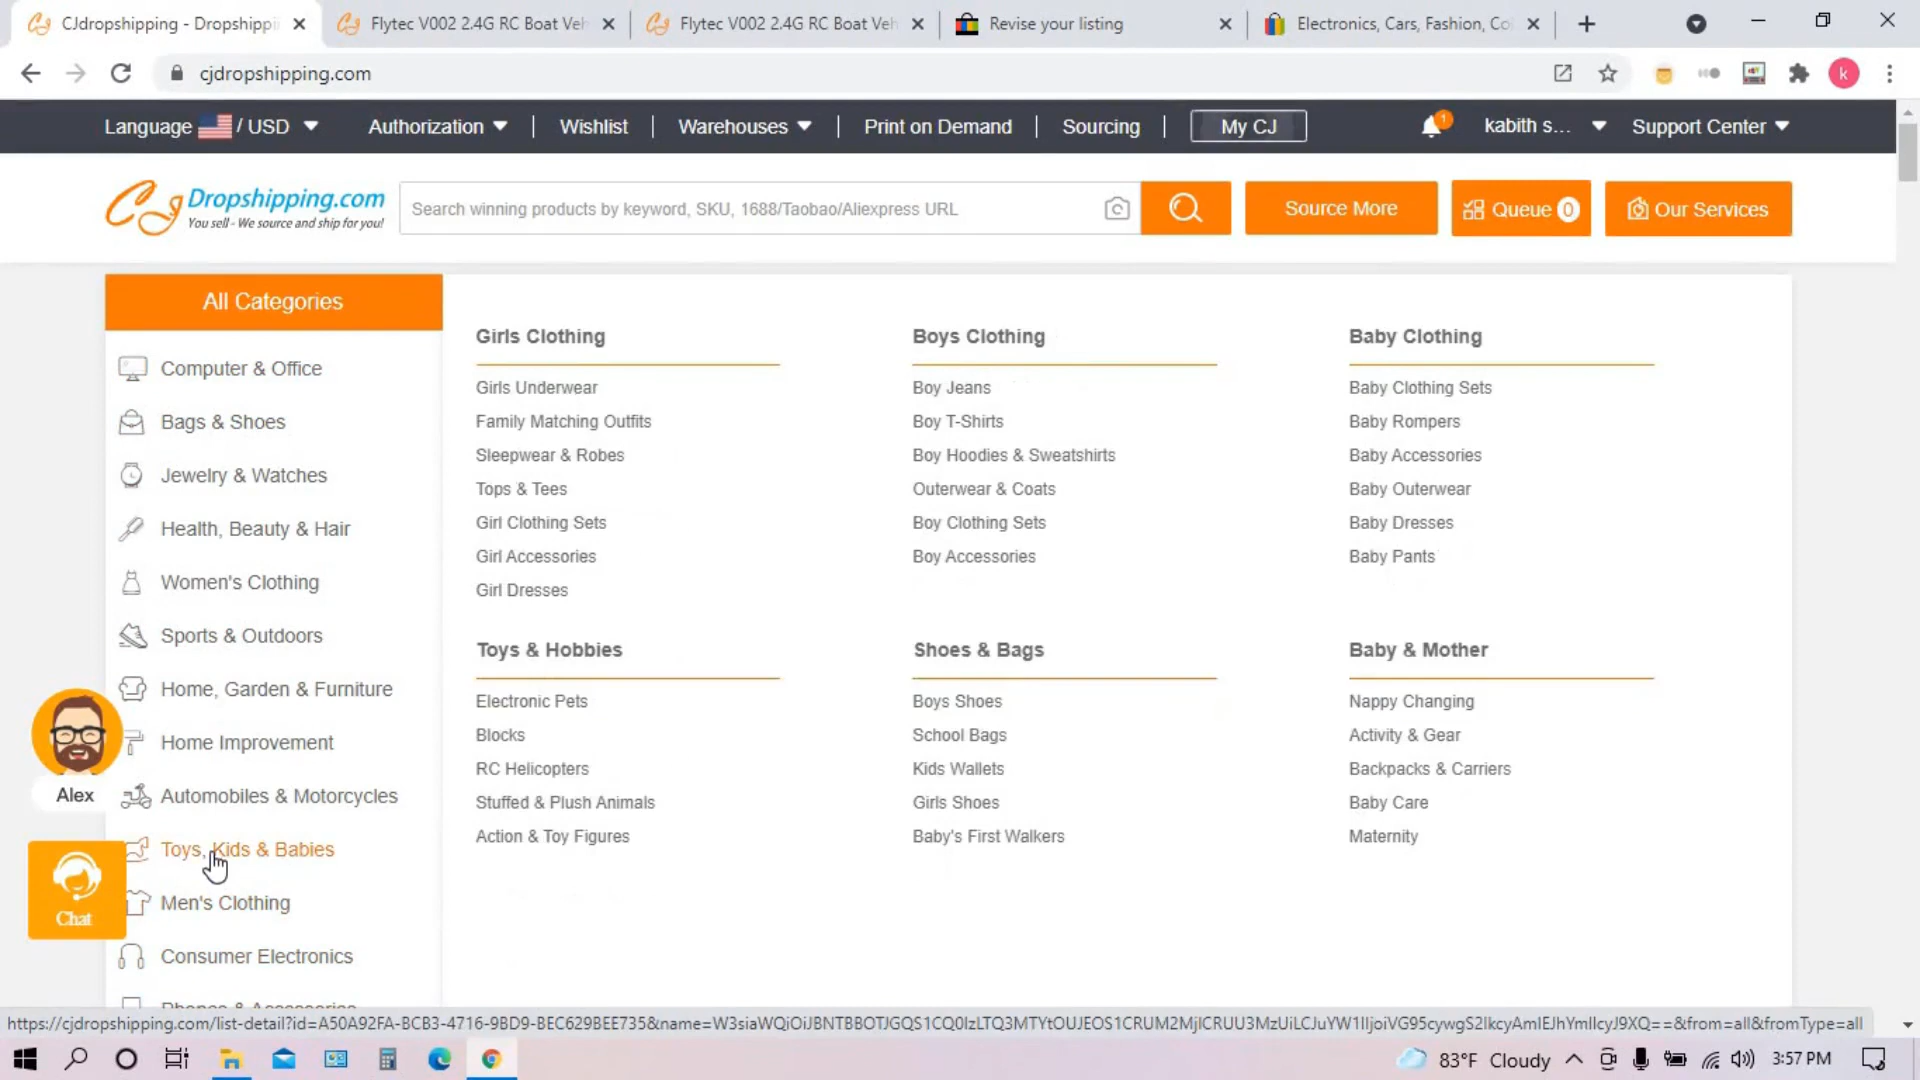 CJdropshipping - Dropshippi
Flytec V002 2.4G RC Boat Veh
Flytec V002 2.4G RC Boat Veh
Revise your listing
Electronics, Cars, Fashion, Co
cjdropshipping.com
k
Language / USD
Authorization
Wishlist
Warehouses
Print on Demand
Sourcing
My CJ
1
kabith s...
Support Center
CJ Dropshipping.com
You sell - We source and ship for you!
Search winning products by keyword, SKU, 1688/Taobao/Aliexpress URL
Source More
Queue 0
Our Services
All Categories
Computer & Office
Bags & Shoes
Jewelry & Watches
Health, Beauty & Hair
Women's Clothing
Sports & Outdoors
Home, Garden & Furniture
Home Improvement
Automobiles & Motorcycles
Toys, Kids & Babies
Men's Clothing
Consumer Electronics
Phones & Accessories
Alex
Chat
Girls Clothing
Girls Underwear
Family Matching Outfits
Sleepwear & Robes
Tops & Tees
Girl Clothing Sets
Girl Accessories
Girl Dresses
Boys Clothing
Boy Jeans
Boy T-Shirts
Boy Hoodies & Sweatshirts
Outerwear & Coats
Boy Clothing Sets
Boy Accessories
Baby Clothing
Baby Clothing Sets
Baby Rompers
Baby Accessories
Baby Outerwear
Baby Dresses
Baby Pants
Toys & Hobbies
Electronic Pets
Blocks
RC Helicopters
Stuffed & Plush Animals
Action & Toy Figures
Shoes & Bags
Boys Shoes
School Bags
Kids Wallets
Girls Shoes
Baby's First Walkers
Baby & Mother
Nappy Changing
Activity & Gear
Backpacks & Carriers
Baby Care
Maternity
83°F Cloudy
3:57 PM